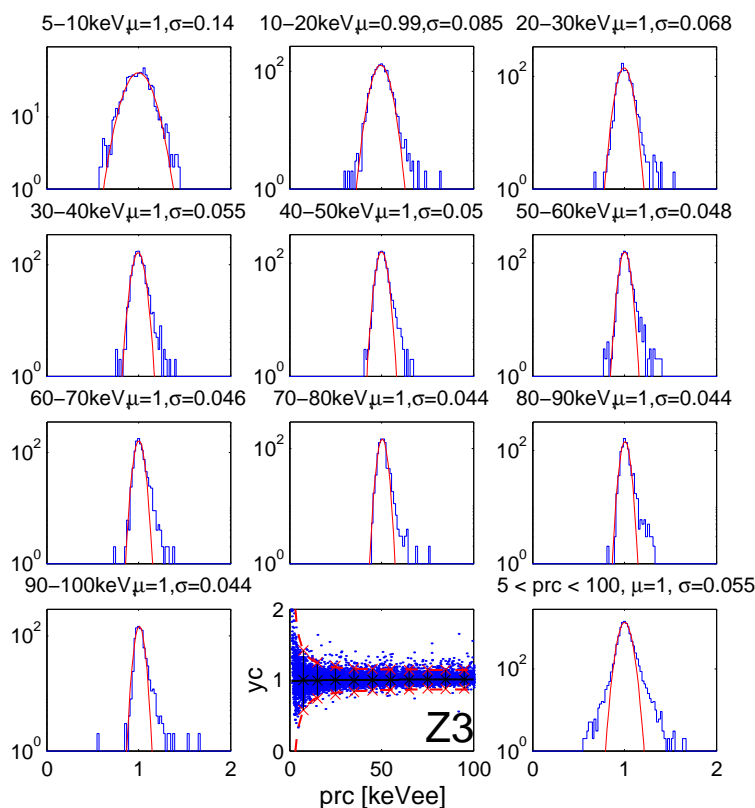 5−10keV,μ=1,σ=0.14
10−20keV,μ=0.99,σ=0.085
20−30keV,μ=1,σ=0.068
10^1
10^0
10^2
10^0
10^2
10^0
30−40keV,μ=1,σ=0.055
40−50keV,μ=1,σ=0.05
50−60keV,μ=1,σ=0.048
10^2
10^0
10^2
10^0
10^2
10^0
60−70keV,μ=1,σ=0.046
70−80keV,μ=1,σ=0.044
80−90keV,μ=1,σ=0.044
10^2
10^0
10^2
10^0
10^2
10^0
90−100keV,μ=1,σ=0.044
5 < prc < 100, μ=1, σ=0.055
10^2
10^0
0 1 2
yc
2
1
0
0 50 100
Z3
prc [keVee]
10^2
10^0
0 1 2